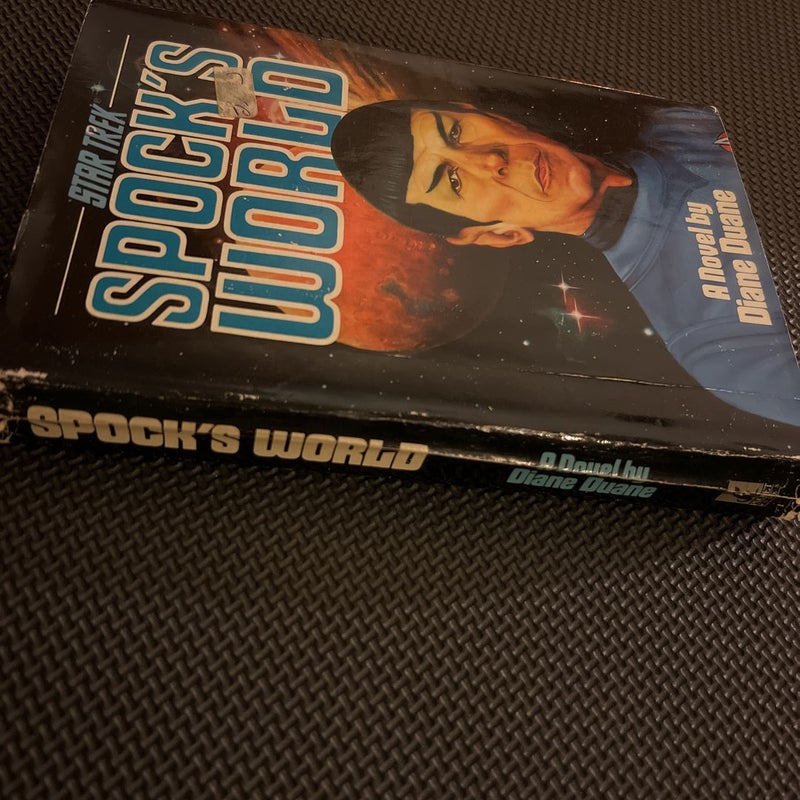 STAR TREK
SPOCK'S
WORLD
A Novel by
Diane Duane
SPOCK'S WORLD
A Novel by
Diane Duane